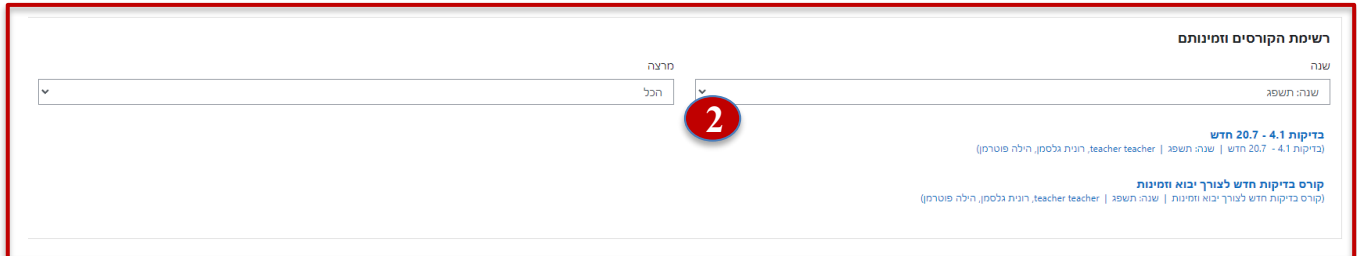 רשימת הקורסים וזמינותם
שנה
מרצה
שנה: תשפג
הכל
2
בדיקות 4.1 - 20.7 חדש
(בדיקות 4.1 - 20.7 חדש | שנה: תשפג | teacher teacher, רונית גלסמן, הילה פוטרמן)
קורס בדיקות חדש לצורך יבוא וזמינות
(קורס בדיקות חדש לצורך יבוא וזמינות | שנה: תשפג | teacher teacher, רונית גלסמן, הילה פוטרמן)